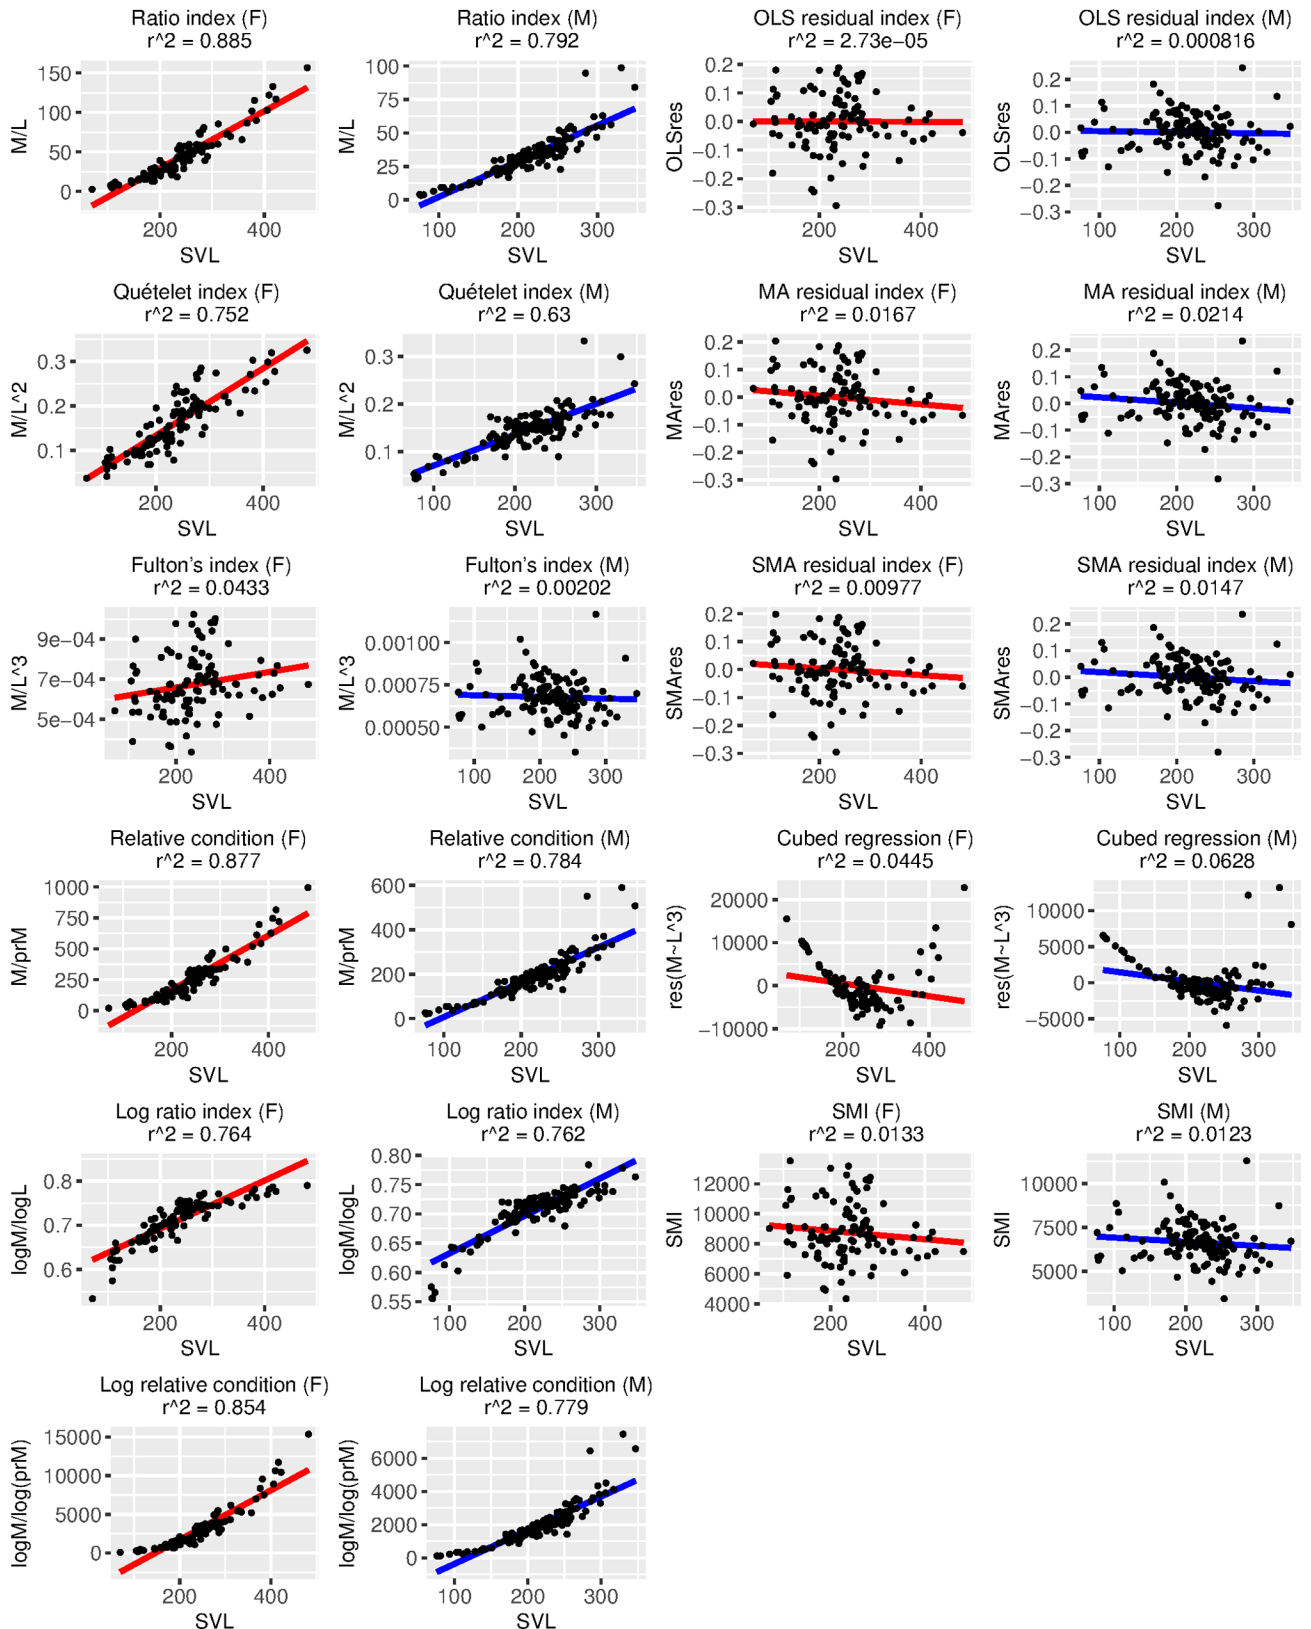 Ratio index (F)
r^2 = 0.885
150
100
50
0
M/L
200
400
SVL
Ratio index (M)
r^2 = 0.792
100
75
50
25
0
M/L
100
200
300
SVL
OLS residual index (F)
r^2 = 2.73e−05
0.2
0.1
0.0
−0.1
−0.2
−0.3
OLSres
200
400
SVL
OLS residual index (M)
r^2 = 0.000816
0.2
0.1
0.0
−0.1
−0.2
−0.3
OLSres
100
200
300
SVL
Quételet index (F)
r^2 = 0.752
0.3
0.2
0.1
M/L^2
200
400
SVL
Quételet index (M)
r^2 = 0.63
0.3
0.2
0.1
M/L^2
100
200
300
SVL
MA residual index (F)
r^2 = 0.0167
0.2
0.1
0.0
−0.1
−0.2
−0.3
MAres
200
400
SVL
MA residual index (M)
r^2 = 0.0214
0.2
0.1
0.0
−0.1
−0.2
−0.3
MAres
100
200
300
SVL
Fulton's index (F)
r^2 = 0.0433
9e−04
7e−04
5e−04
M/L^3
200
400
SVL
Fulton's index (M)
r^2 = 0.00202
0.00100
0.00075
0.00050
M/L^3
100
200
300
SVL
SMA residual index (F)
r^2 = 0.00977
0.2
0.1
0.0
−0.1
−0.2
−0.3
SMAres
200
400
SVL
SMA residual index (M)
r^2 = 0.0147
0.2
0.1
0.0
−0.1
−0.2
−0.3
SMAres
100
200
300
SVL
Relative condition (F)
r^2 = 0.877
1000
750
500
250
0
M/prM
200
400
SVL
Relative condition (M)
r^2 = 0.784
600
400
200
0
M/prM
100
200
300
SVL
Cubed regression (F)
r^2 = 0.0445
20000
10000
0
−10000
res(M~L^3)
200
400
SVL
Cubed regression (M)
r^2 = 0.0628
10000
5000
0
−5000
res(M~L^3)
100
200
300
SVL
Log ratio index (F)
r^2 = 0.764
0.8
0.7
0.6
logM/logL
200
400
SVL
Log ratio index (M)
r^2 = 0.762
0.80
0.75
0.70
0.65
0.60
0.55
logM/logL
100
200
300
SVL
SMI (F)
r^2 = 0.0133
12000
10000
8000
6000
4000
SMI
200
400
SVL
SMI (M)
r^2 = 0.0123
10000
7500
5000
SMI
100
200
300
SVL
Log relative condition (F)
r^2 = 0.854
15000
10000
5000
0
logM/log(prM)
200
400
SVL
Log relative condition (M)
r^2 = 0.779
6000
4000
2000
0
logM/log(prM)
100
200
300
SVL